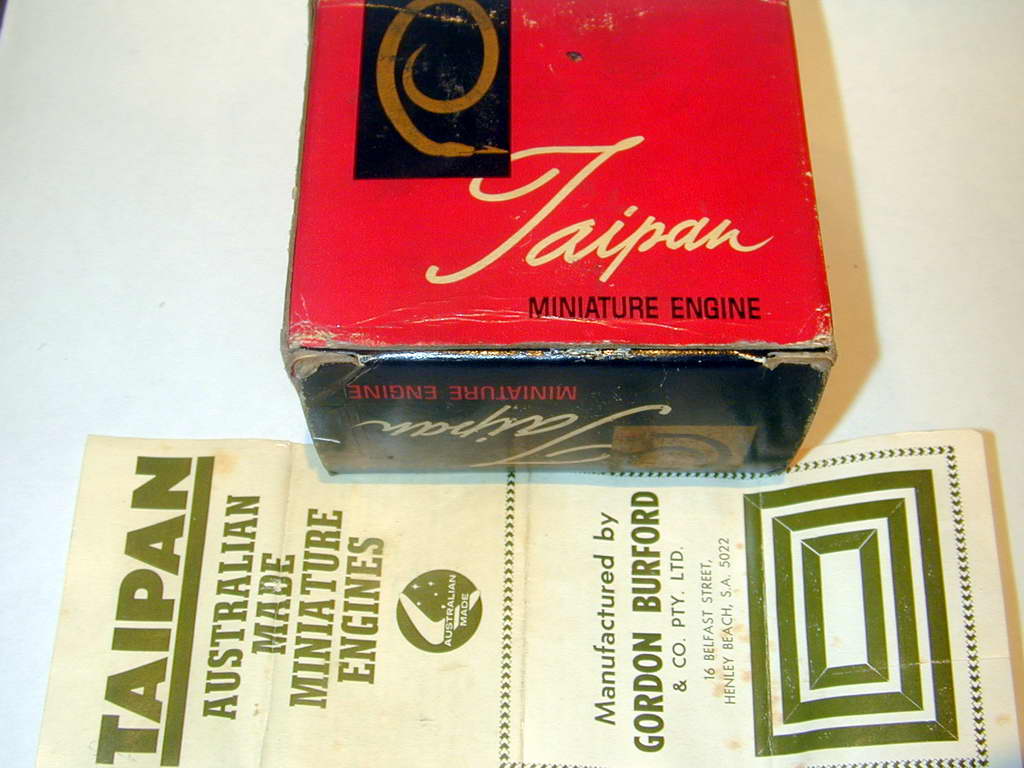 Taipan
MINIATURE ENGINE
MINIATURE ENGINE
Taipan
TAIPAN
AUSTRALIAN
MADE
MINIATURE
ENGINES
AUSTRALIAN
MADE
Manufactured by
GORDON BURFORD
& CO. PTY. LTD.
16 BELFAST STREET,
HENLEY BEACH, S.A. 5022